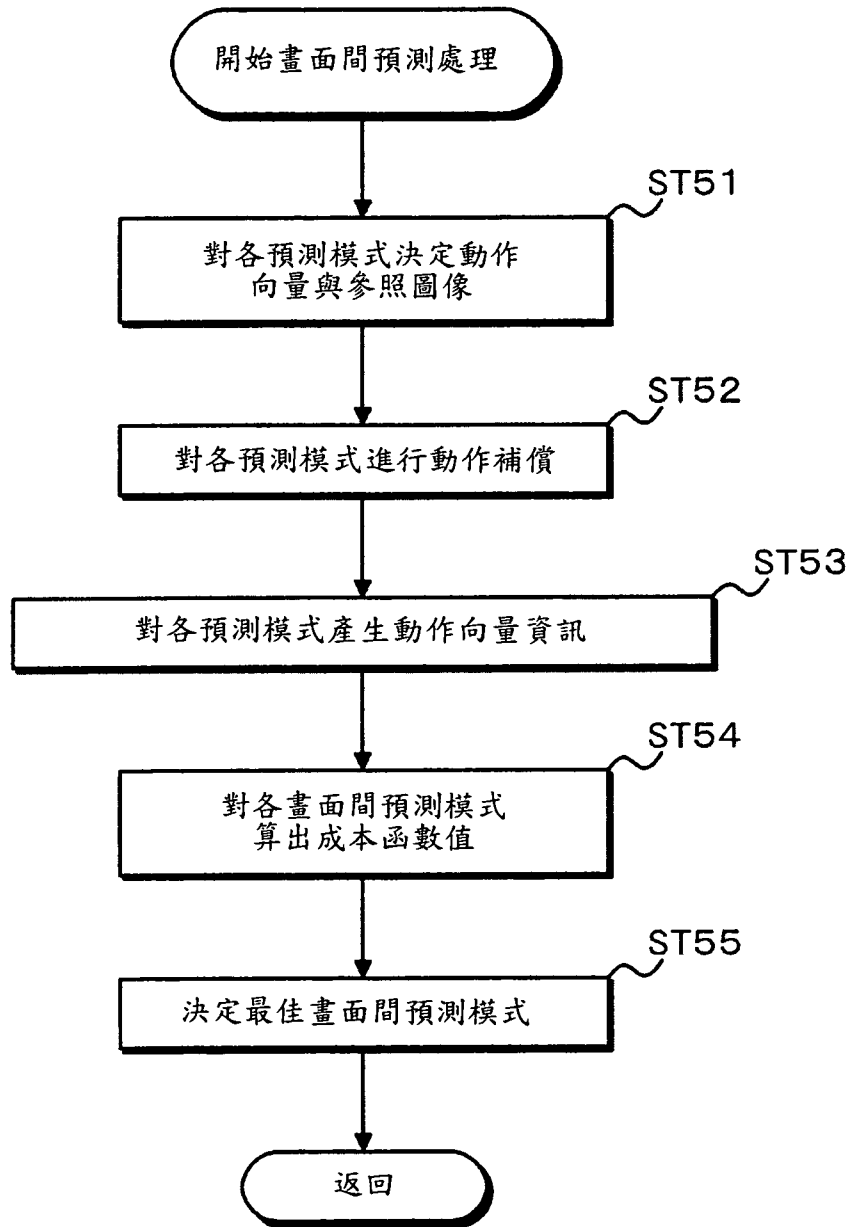 開始畫面間預測處理
ST51
對各預測模式決定動作
向量與參照圖像
ST52
對各預測模式進行動作補償
ST53
對各預測模式產生動作向量資訊
ST54
對各畫面間預測模式
算出成本函數值
ST55
決定最佳畫面間預測模式
返回